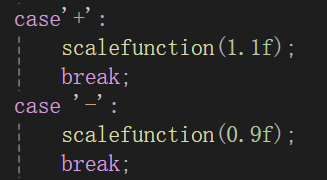 case'+':
scalefunction(1.1f);
break;
case '-':
scalefunction(0.9f);
break;